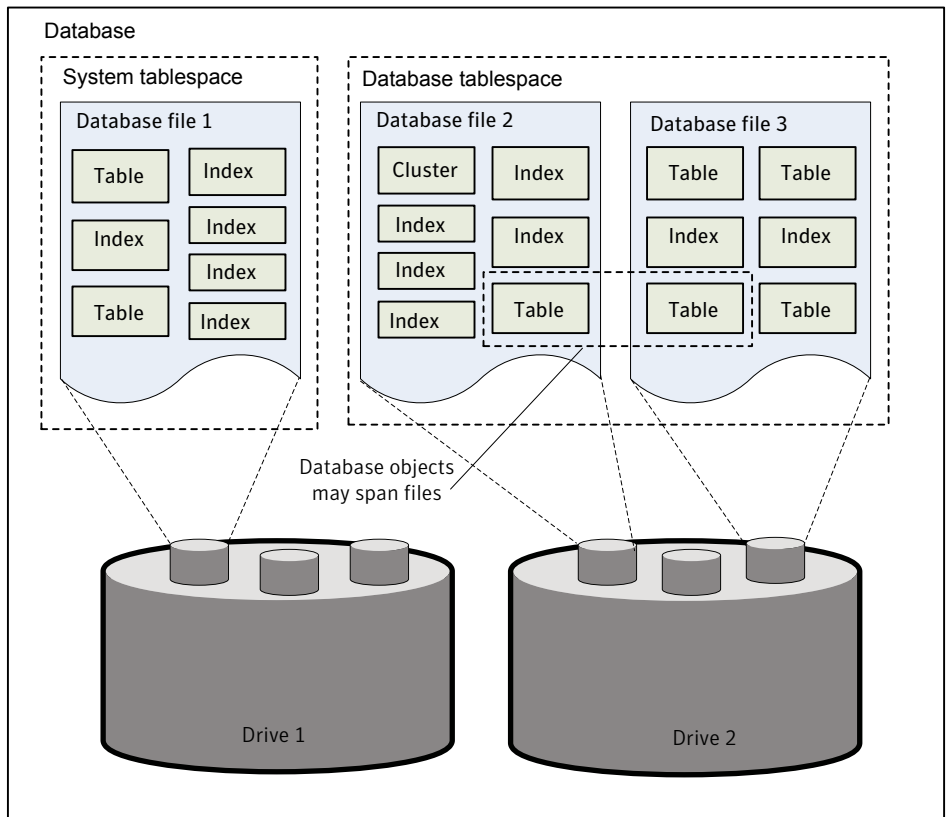 Database
System tablespace
Database file 1
Table
Index
Table
Index
Index
Index
Index
Database tablespace
Database file 2
Cluster
Index
Index
Index
Index
Index
Table
Database file 3
Table
Table
Index
Index
Table
Table
Database objects
may span files
Drive 1
Drive 2